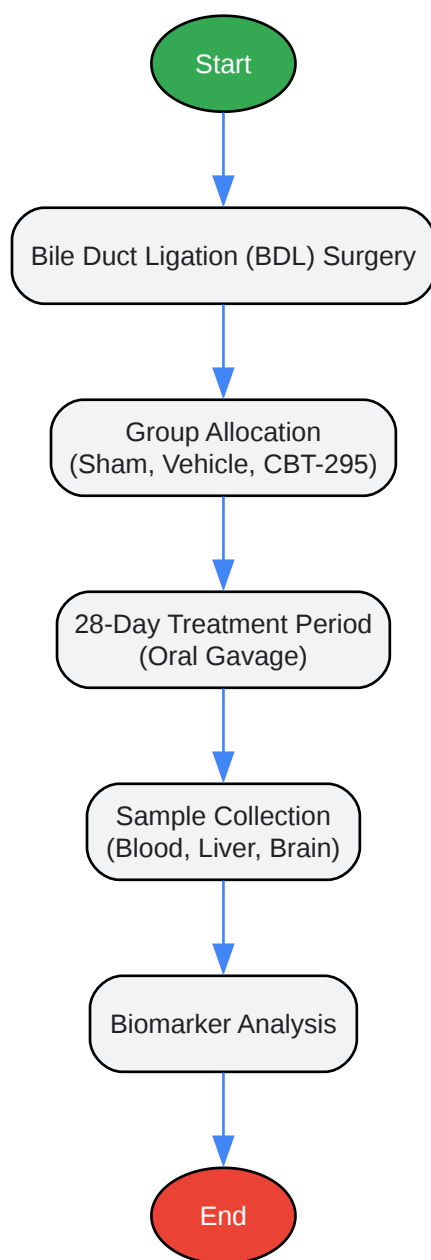 Start
Bile Duct Ligation (BDL) Surgery
Group Allocation
(Sham, Vehicle, CBT-295)
28-Day Treatment Period
(Oral Gavage)
Sample Collection
(Blood, Liver, Brain)
Biomarker Analysis
End